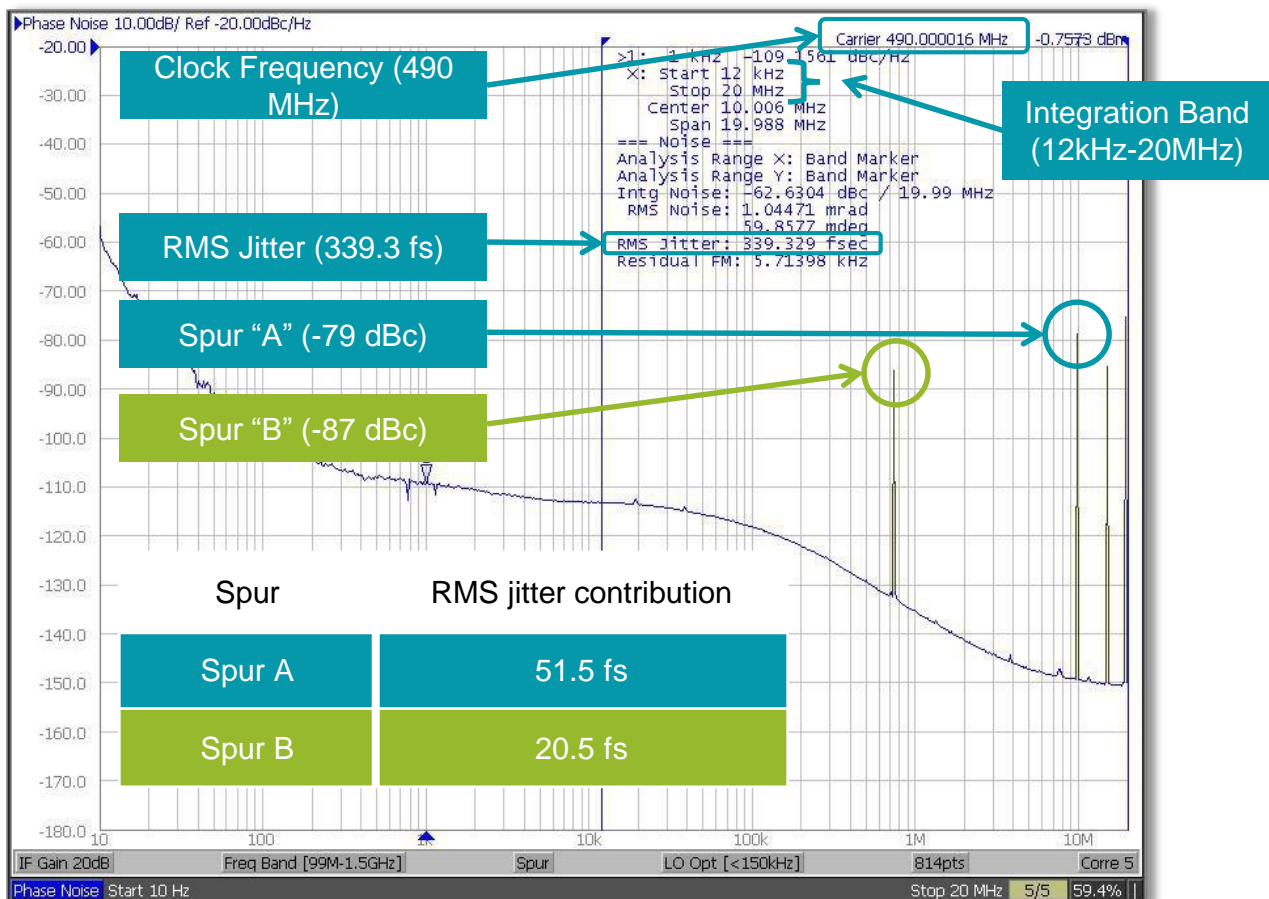 Phase Noise 10.00dB/ Ref -20.00dBc/Hz
Carrier 490.000016 MHz -0.7573 dBm
-20.00
-30.00
-40.00
-50.00
-60.00
-70.00
-80.00
-90.00
-100.0
-110.0
-120.0
-130.0
-140.0
-150.0
-160.0
-170.0
-180.0
Clock Frequency (490
MHz)
>1: 1 kHz -109.1561 dBc/Hz
X: Start 12 kHz
Stop 20 MHz
Center 10.006 MHz
Span 19.988 MHz
=== Noise ===
Analysis Range X: Band Marker
Analysis Range Y: Band Marker
Intg Noise: -62.6304 dBc / 19.99 MHz
RMS Noise: 1.04471 mrad
59.8577 mdeg
RMS Jitter: 339.329 fsec
Residual FM: 5.71398 kHz
Integration Band
(12kHz-20MHz)
RMS Jitter (339.3 fs)
Spur “A” (-79 dBc)
Spur “B” (-87 dBc)
Spur RMS jitter contribution
Spur A 51.5 fs
Spur B 20.5 fs
10 100 1k 10k 100k 1M 10M
IF Gain 20dB Freq Band [99M-1.5GHz] Spur LO Opt [<150kHz] 814pts Corre 5
Phase Noise Start 10 Hz Stop 20 MHz 5/5 59.4%